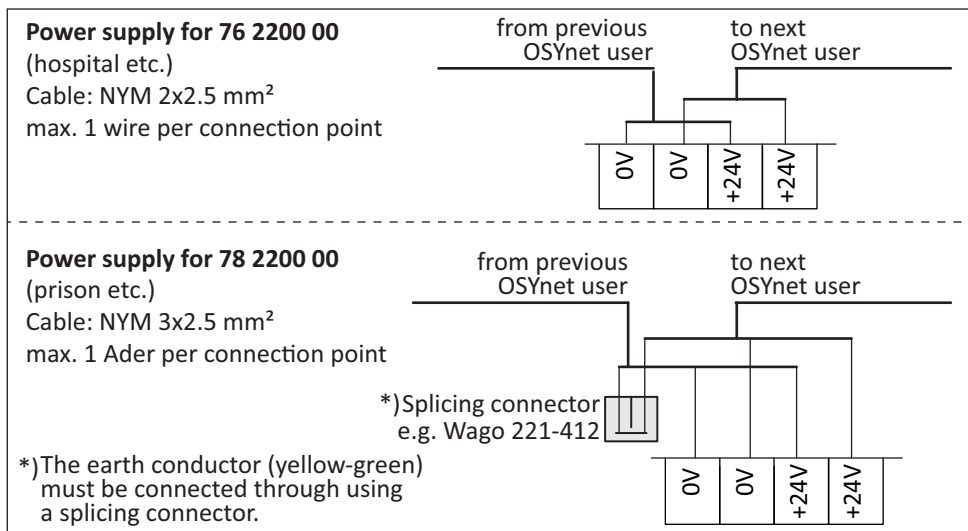 Power supply for 76 2200 00
(hospital etc.)
Cable: NYM 2x2.5 mm²
max. 1 wire per connection point
from previous
OSYnet user
to next
OSYnet user
0V
0V
+24V
+24V
Power supply for 78 2200 00
(prison etc.)
Cable: NYM 3x2.5 mm²
max. 1 Ader per connection point
from previous
OSYnet user
to next
OSYnet user
*) Splicing connector
e.g. Wago 221-412
*) The earth conductor (yellow-green)
must be connected through using
a splicing connector.
0V
0V
+24V
+24V